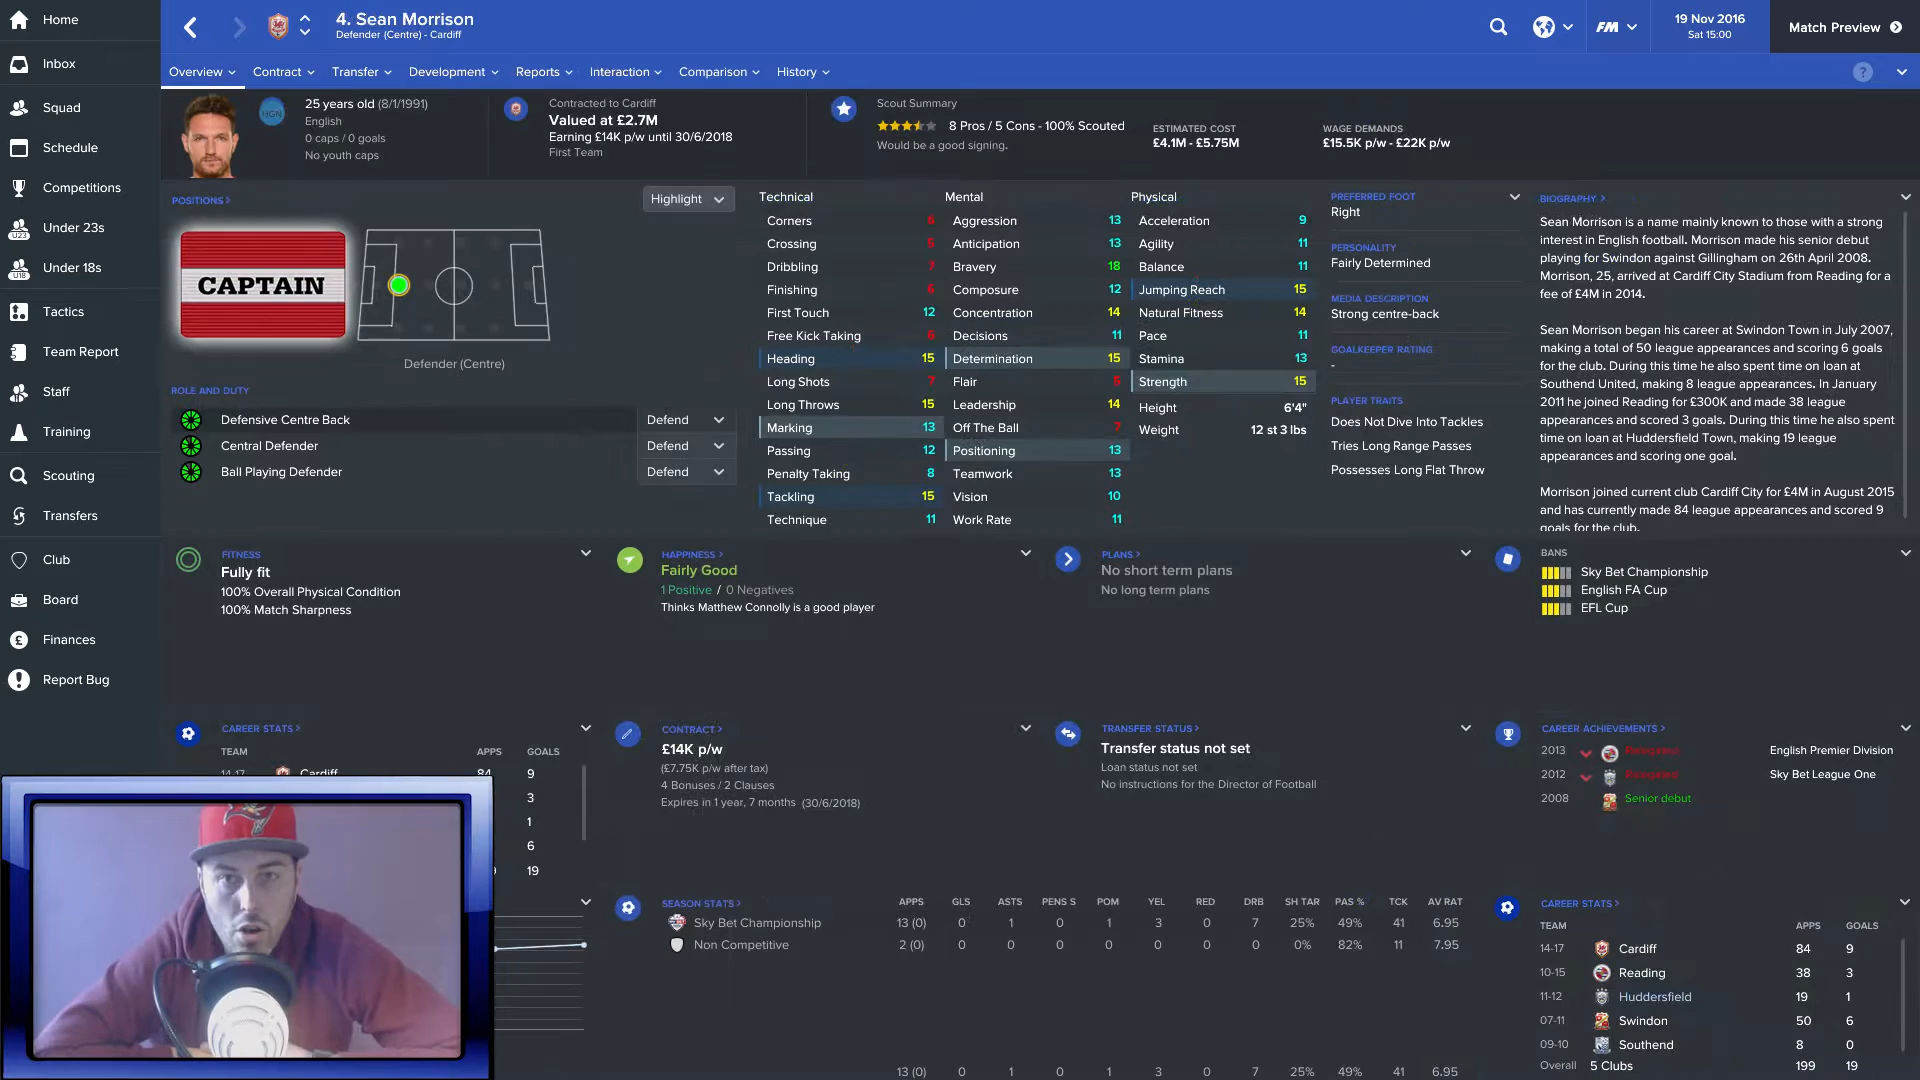 Home
Inbox
Squad
Schedule
Competitions
Under 23s
Under 18s
Tactics
Team Report
Staff
Training
Scouting
Transfers
Club
Board
Finances
Report Bug
4. Sean Morrison
Defender (Centre) - Cardiff
FM
19 Nov 2016
Sat 15:00
Match Preview
Overview Contract Transfer Development Reports Interaction Comparison History
?
HGN
25 years old (8/1/1991)
English
0 caps / 0 goals
No youth caps
Contracted to Cardiff
Valued at £2.7M
Earning £14K p/w until 30/6/2018
First Team
Scout Summary
8 Pros / 5 Cons - 100% Scouted
Would be a good signing.
ESTIMATED COST
£4.1M - £5.75M
WAGE DEMANDS
£15.5K p/w - £22K p/w
POSITIONS >
Highlight
CAPTAIN
Defender (Centre)
ROLE AND DUTY
Defensive Centre Back Defend
Central Defender Defend
Ball Playing Defender Defend
Technical
Corners 6
Crossing 5
Dribbling 7
Finishing 6
First Touch 12
Free Kick Taking 6
Heading 15
Long Shots 7
Long Throws 15
Marking 13
Passing 12
Penalty Taking 8
Tackling 15
Technique 11
Mental
Aggression 13
Anticipation 13
Bravery 18
Composure 12
Concentration 14
Decisions 11
Determination 15
Flair 5
Leadership 14
Off The Ball 7
Positioning 13
Teamwork 13
Vision 10
Work Rate 11
Physical
Acceleration 9
Agility 11
Balance 11
Jumping Reach 15
Natural Fitness 14
Pace 11
Stamina 13
Strength 15
Height 6'4"
Weight 12 st 3 lbs
PREFERRED FOOT
Right
PERSONALITY
Fairly Determined
MEDIA DESCRIPTION
Strong centre-back
GOALKEEPER RATING
-
PLAYER TRAITS
Does Not Dive Into Tackles
Tries Long Range Passes
Possesses Long Flat Throw
BIOGRAPHY >
Sean Morrison is a name mainly known to those with a strong
interest in English football. Morrison made his senior debut
playing for Swindon against Gillingham on 26th April 2008.
Morrison, 25, arrived at Cardiff City Stadium from Reading for a
fee of £4M in 2014.
Sean Morrison began his career at Swindon Town in July 2007,
making a total of 50 league appearances and scoring 6 goals
for the club. During this time he also spent time on loan at
Southend United, making 8 league appearances. In January
2011 he joined Reading for £300K and made 38 league
appearances and scored 3 goals. During this time he also spent
time on loan at Huddersfield Town, making 19 league
appearances and scoring one goal.
Morrison joined current club Cardiff City for £4M in August 2015
and has currently made 84 league appearances and scored 9
goals for the club.
FITNESS
Fully fit
100% Overall Physical Condition
100% Match Sharpness
HAPPINESS >
Fairly Good
1 Positive / 0 Negatives
Thinks Matthew Connolly is a good player
PLANS >
No short term plans
No long term plans
BANS
Sky Bet Championship
English FA Cup
EFL Cup
CAREER STATS >
TEAM APPS GOALS
14-17 Cardiff 84 9
3
1
6
19
CONTRACT >
£14K p/w
(£7.75K p/w after tax)
4 Bonuses / 2 Clauses
Expires in 1 year, 7 months (30/6/2018)
TRANSFER STATUS >
Transfer status not set
Loan status not set
No instructions for the Director of Football
CAREER ACHIEVEMENTS >
2013 Relegated English Premier Division
2012 Relegated Sky Bet League One
2008 Senior debut
SEASON STATS > APPS GLS ASTS PENS S POM YEL RED DRB SH TAR PAS % TCK AV RAT
Sky Bet Championship 13 (0) 0 1 0 1 3 0 7 25% 49% 41 6.95
Non Competitive 2 (0) 0 0 0 0 0 0 0 0% 82% 11 7.95
13 (0) 0 1 0 1 3 0 7 25% 49% 41 6.95
CAREER STATS >
TEAM APPS GOALS
14-17 Cardiff 84 9
10-15 Reading 38 3
11-12 Huddersfield 19 1
07-11 Swindon 50 6
09-10 Southend 8 0
Overall 5 Clubs 199 19